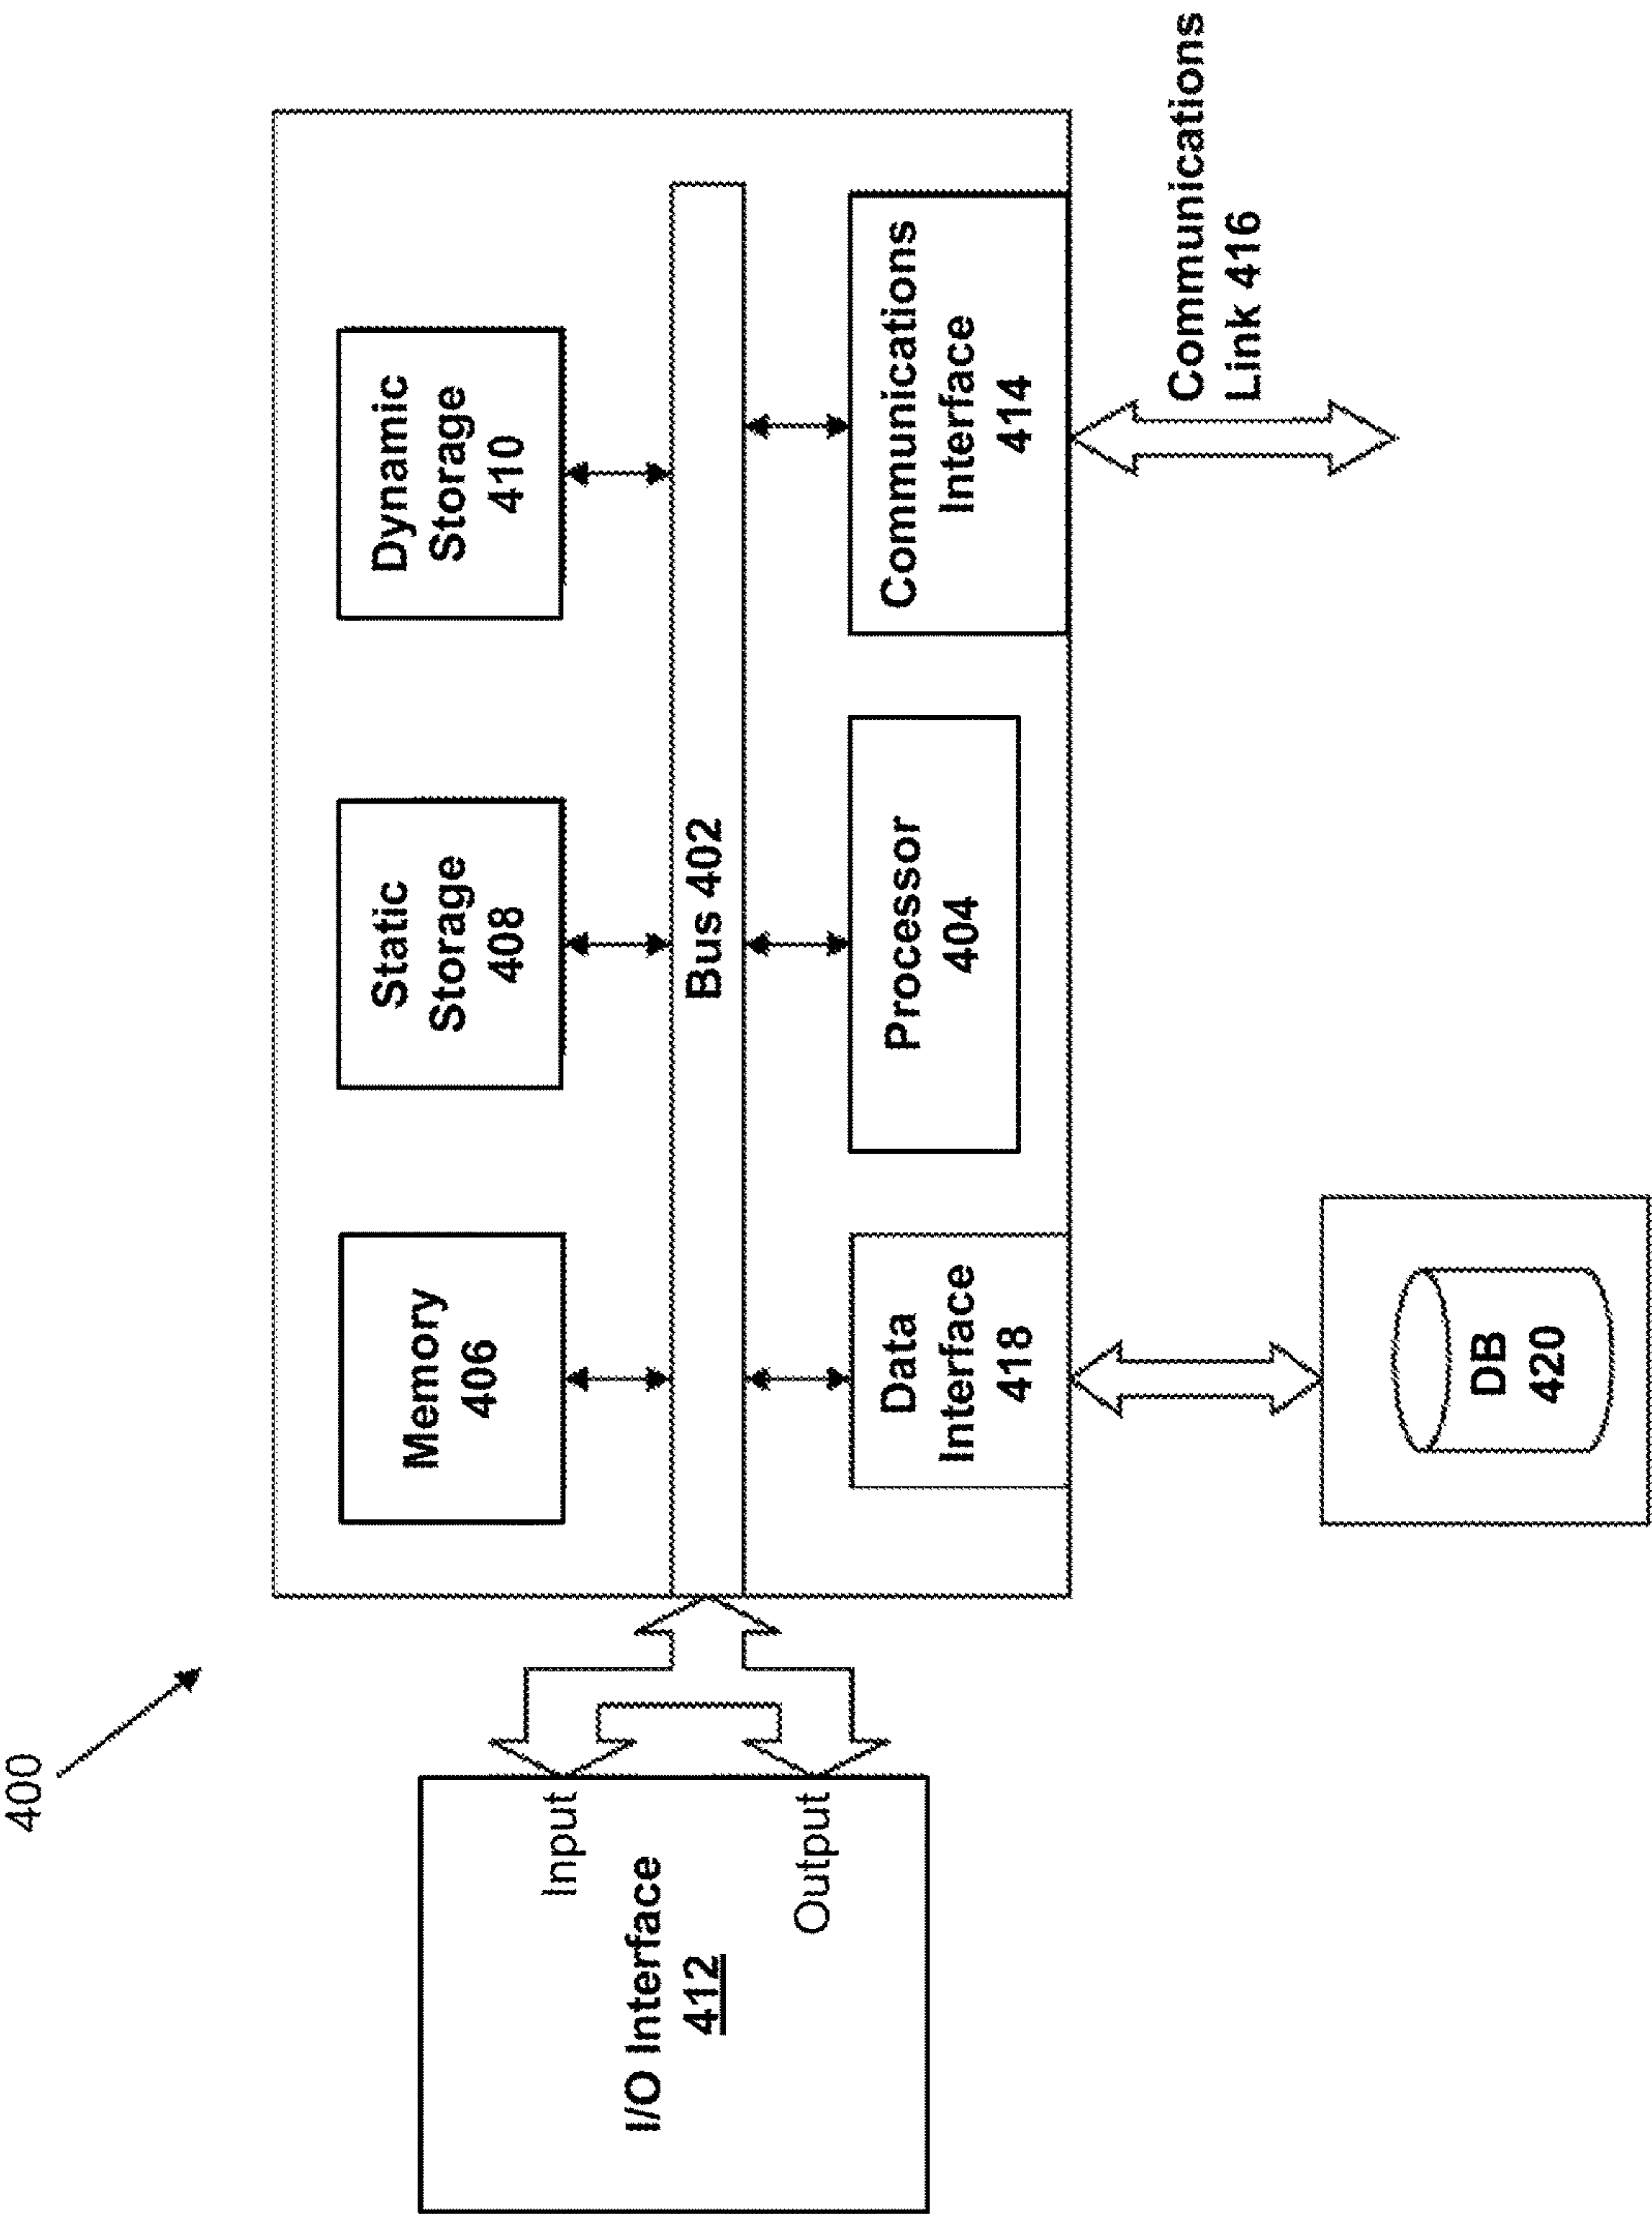 400
I/O Interface
412
Input
Output
Memory
406
Static
Storage
408
Dynamic
Storage
410
Bus 402
Data
Interface
418
Processor
404
Communications
Interface
414
DB
420
Communications
Link 416